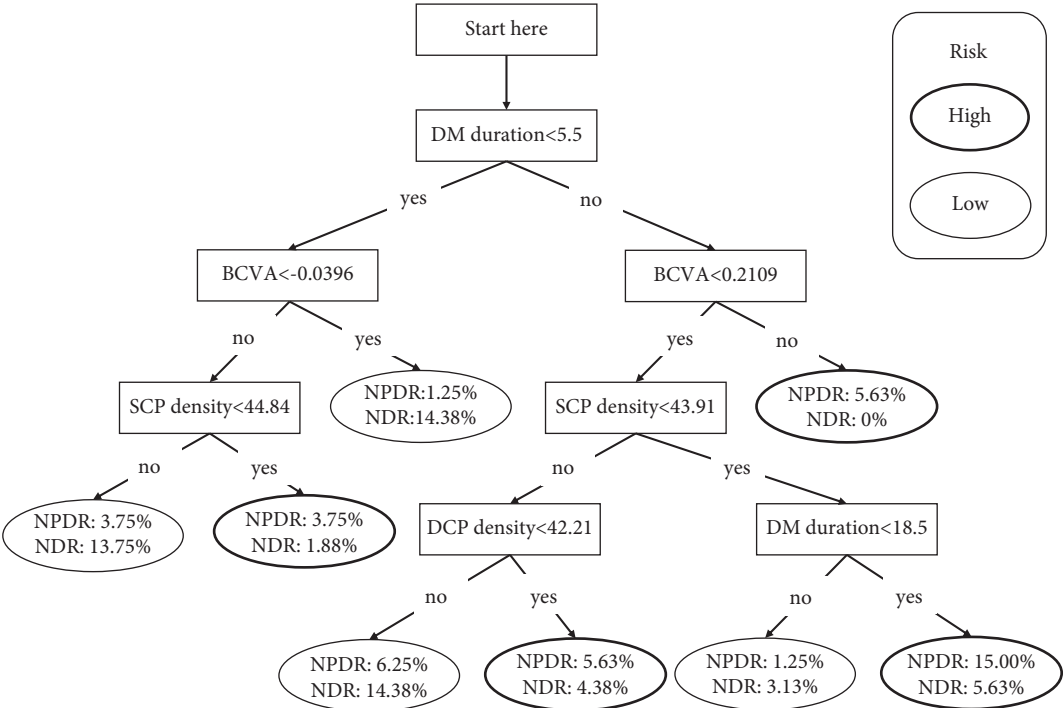 Start here
Risk
High
Low
DM duration<5.5
yes
no
BCVA<-0.0396
BCVA<0.2109
no
yes
yes
no
SCP density<44.84
NPDR:1.25%
NDR:14.38%
SCP density<43.91
NPDR: 5.63%
NDR: 0%
no
yes
no
yes
NPDR: 3.75%
NDR: 13.75%
NPDR: 3.75%
NDR: 1.88%
DCP density<42.21
DM duration<18.5
no
yes
no
yes
NPDR: 6.25%
NDR: 14.38%
NPDR: 5.63%
NDR: 4.38%
NPDR: 1.25%
NDR: 3.13%
NPDR: 15.00%
NDR: 5.63%